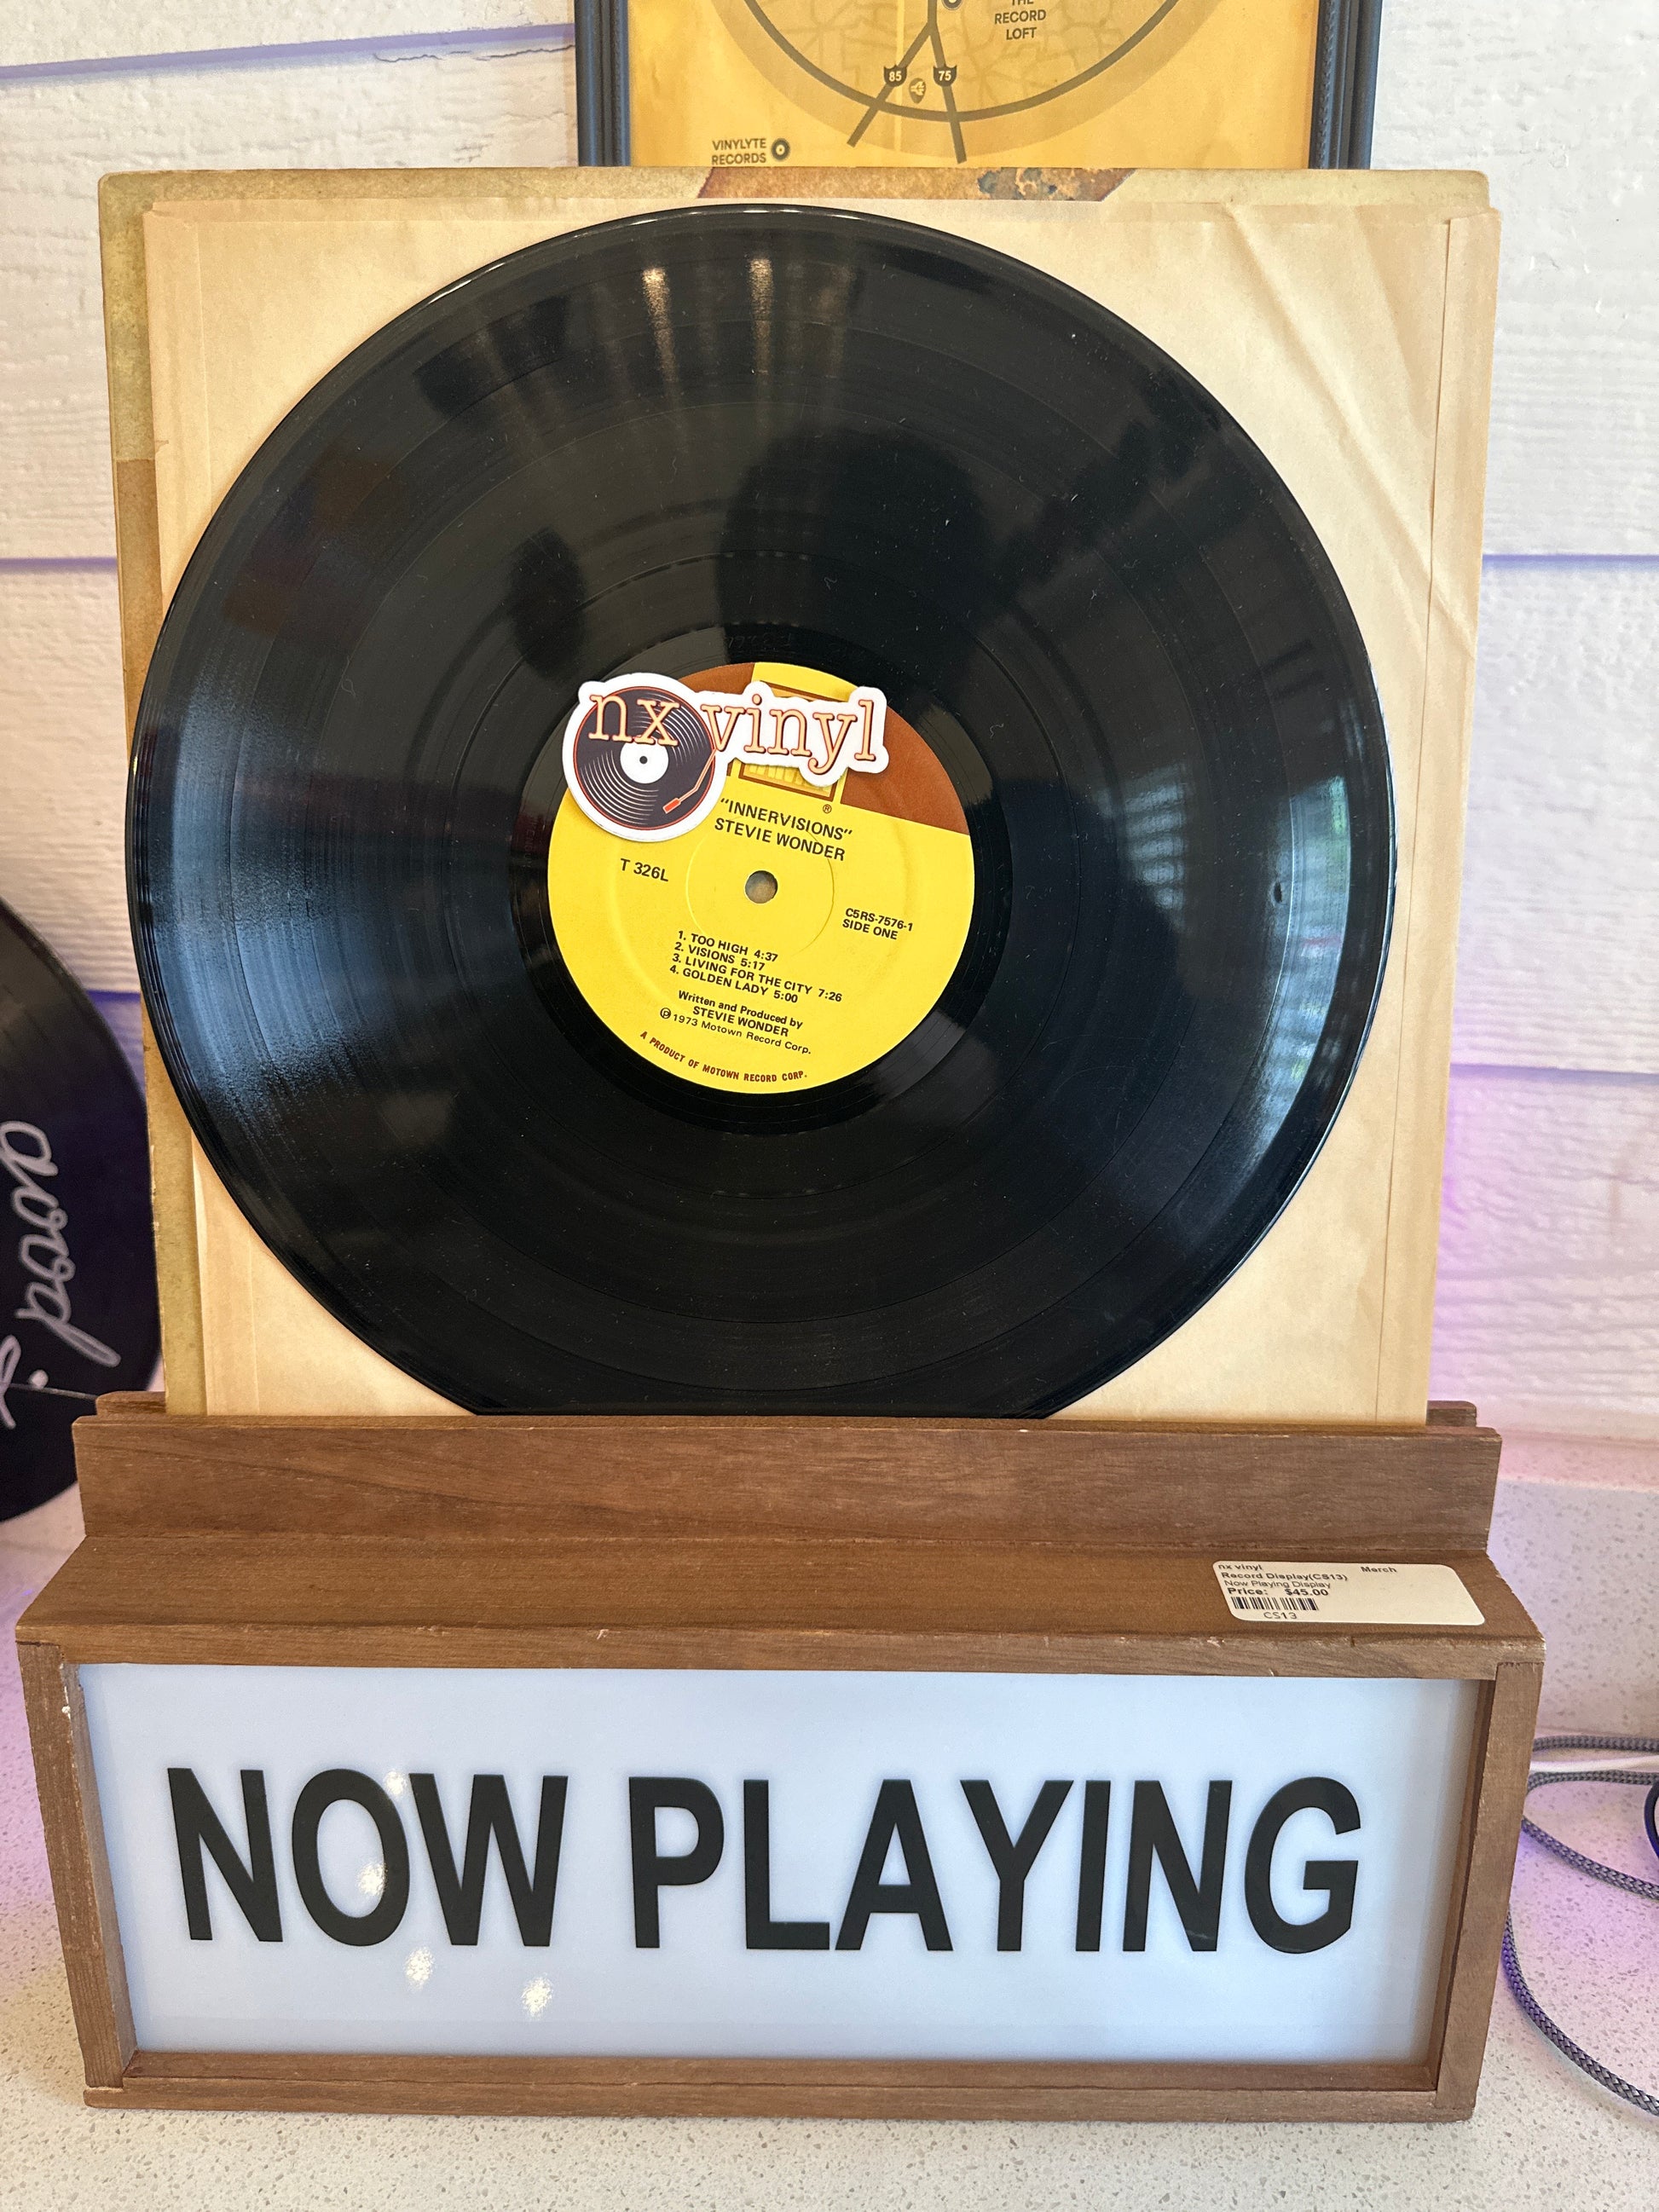 THE
RECORD
LOFT
85
75
VINYLYTE
RECORDS
nx vinyl
®
"INNERVISIONS"
STEVIE WONDER
T 326L
C5RS-7576-1
SIDE ONE
1. TOO HIGH 4:37
2. VISIONS 5:17
3. LIVING FOR THE CITY 7:26
4. GOLDEN LADY 5:00
Written and Produced by
STEVIE WONDER
℗ 1973 Motown Record Corp.
A PRODUCT OF MOTOWN RECORD CORP.
nx vinyl Merch
Record Display(CS13)
Now Playing Display
Price: $45.00
CS13
NOW PLAYING